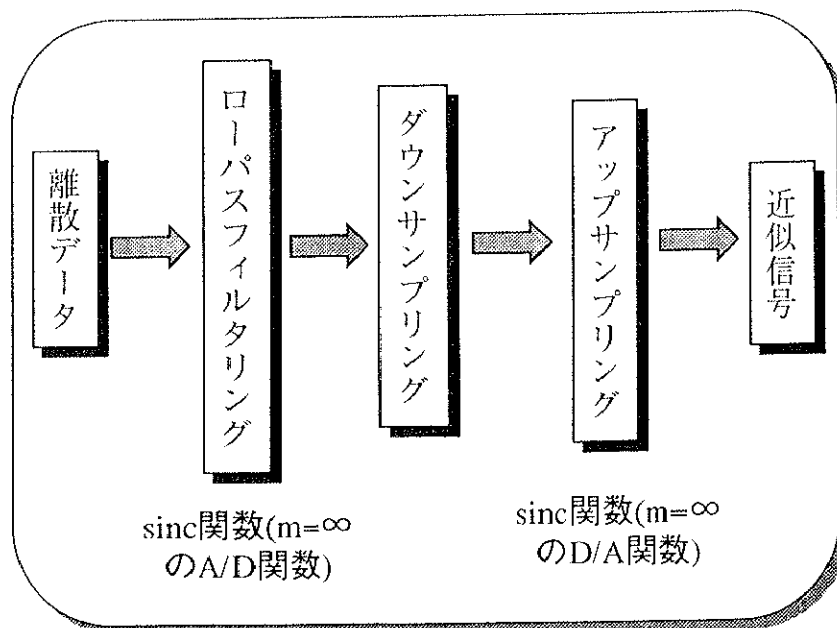 離散データ
ローパスフィルタリング
ダウンサンプリング
アップサンプリング
近似信号
sinc関数(m=∞
のA/D関数)
sinc関数(m=∞
のD/A関数)